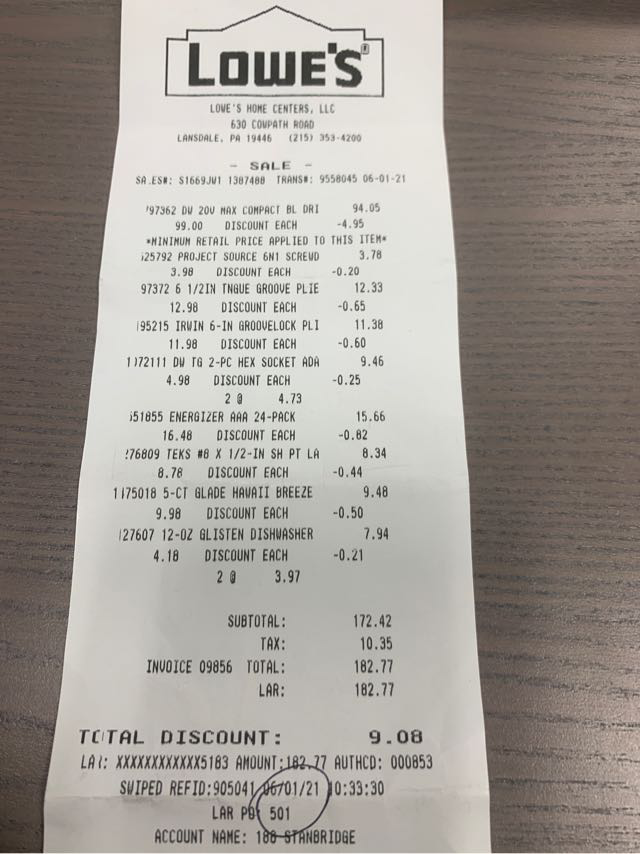 LOWE'S®
LOWE'S HOME CENTERS, LLC
630 COWPATH ROAD
LANSDALE, PA 19446 (215) 353-4200
- SALE -
SA.ES#: S1669JW1 1387488 TRANS#: 9558045 06-01-21
97362 DW 20V MAX COMPACT BL DRI 94.05
99.00 DISCOUNT EACH -4.95
*MINIMUM RETAIL PRICE APPLIED TO THIS ITEM*
25792 PROJECT SOURCE 6N1 SCREWD 3.78
3.98 DISCOUNT EACH -0.20
97372 6 1/2IN TNGUE GROOVE PLIE 12.33
12.98 DISCOUNT EACH -0.65
95215 IRWIN 6-IN GROOVELOCK PLI 11.38
11.98 DISCOUNT EACH -0.60
1172111 DW TG 2-PC HEX SOCKET ADA 9.46
4.98 DISCOUNT EACH -0.25
2 @ 4.73
51855 ENERGIZER AAA 24-PACK 15.66
16.48 DISCOUNT EACH -0.82
76809 TEKS #8 X 1/2-IN SH PT LA 8.34
8.78 DISCOUNT EACH -0.44
1175018 5-CT GLADE HAWAII BREEZE 9.48
9.98 DISCOUNT EACH -0.50
27607 12-OZ GLISTEN DISHWASHER 7.94
4.18 DISCOUNT EACH -0.21
2 @ 3.97
SUBTOTAL: 172.42
TAX: 10.35
INVOICE 09856 TOTAL: 182.77
LAR: 182.77
TOTAL DISCOUNT: 9.08
LAR: XXXXXXXXXXXX5183 AMOUNT:182.77 AUTHCD: 000853
SWIPED REFID:905041 06/01/21 10:33:30
LAR PO: 501
ACCOUNT NAME: 188 STANBRIDGE